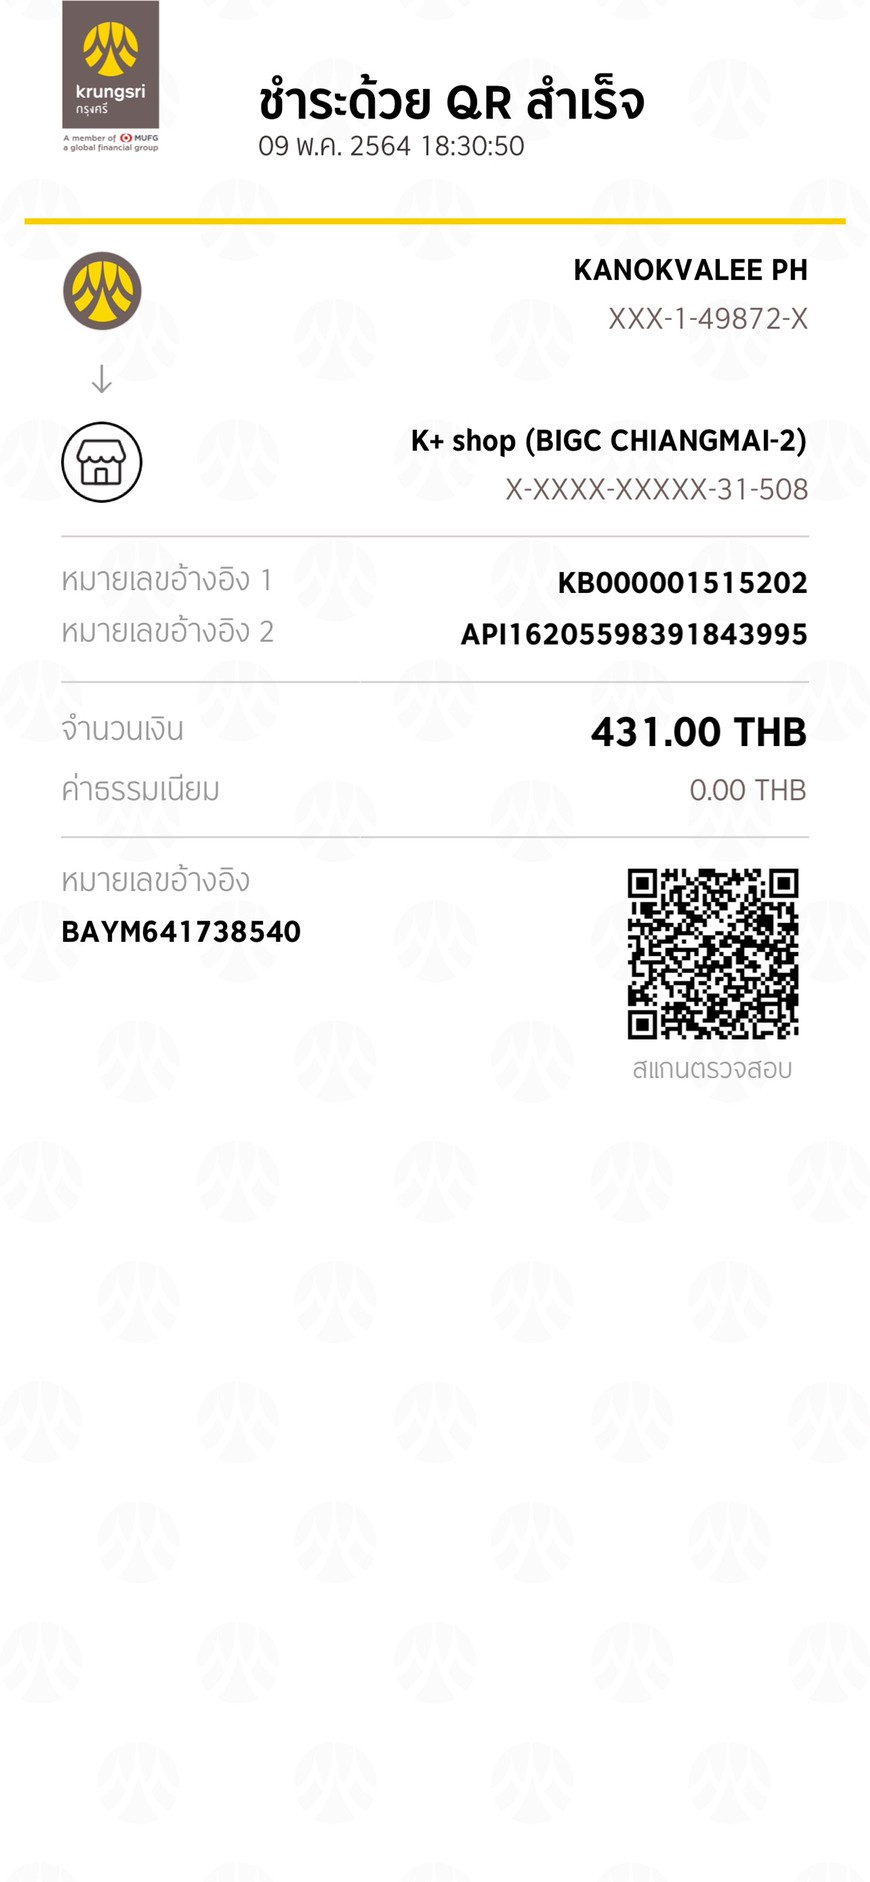 krungsri
กรุงศรี
A member of MUFG
a global financial group
ชำระด้วย QR สำเร็จ
09 พ.ค. 2564 18:30:50
KANOKVALEE PH
XXX-1-49872-X
K+ shop (BIGC CHIANGMAI-2)
X-XXXX-XXXXX-31-508
หมายเลขอ้างอิง 1 KB000001515202
หมายเลขอ้างอิง 2 API16205598391843995
จำนวนเงิน 431.00 THB
ค่าธรรมเนียม 0.00 THB
หมายเลขอ้างอิง
BAYM641738540
สแกนตรวจสอบ